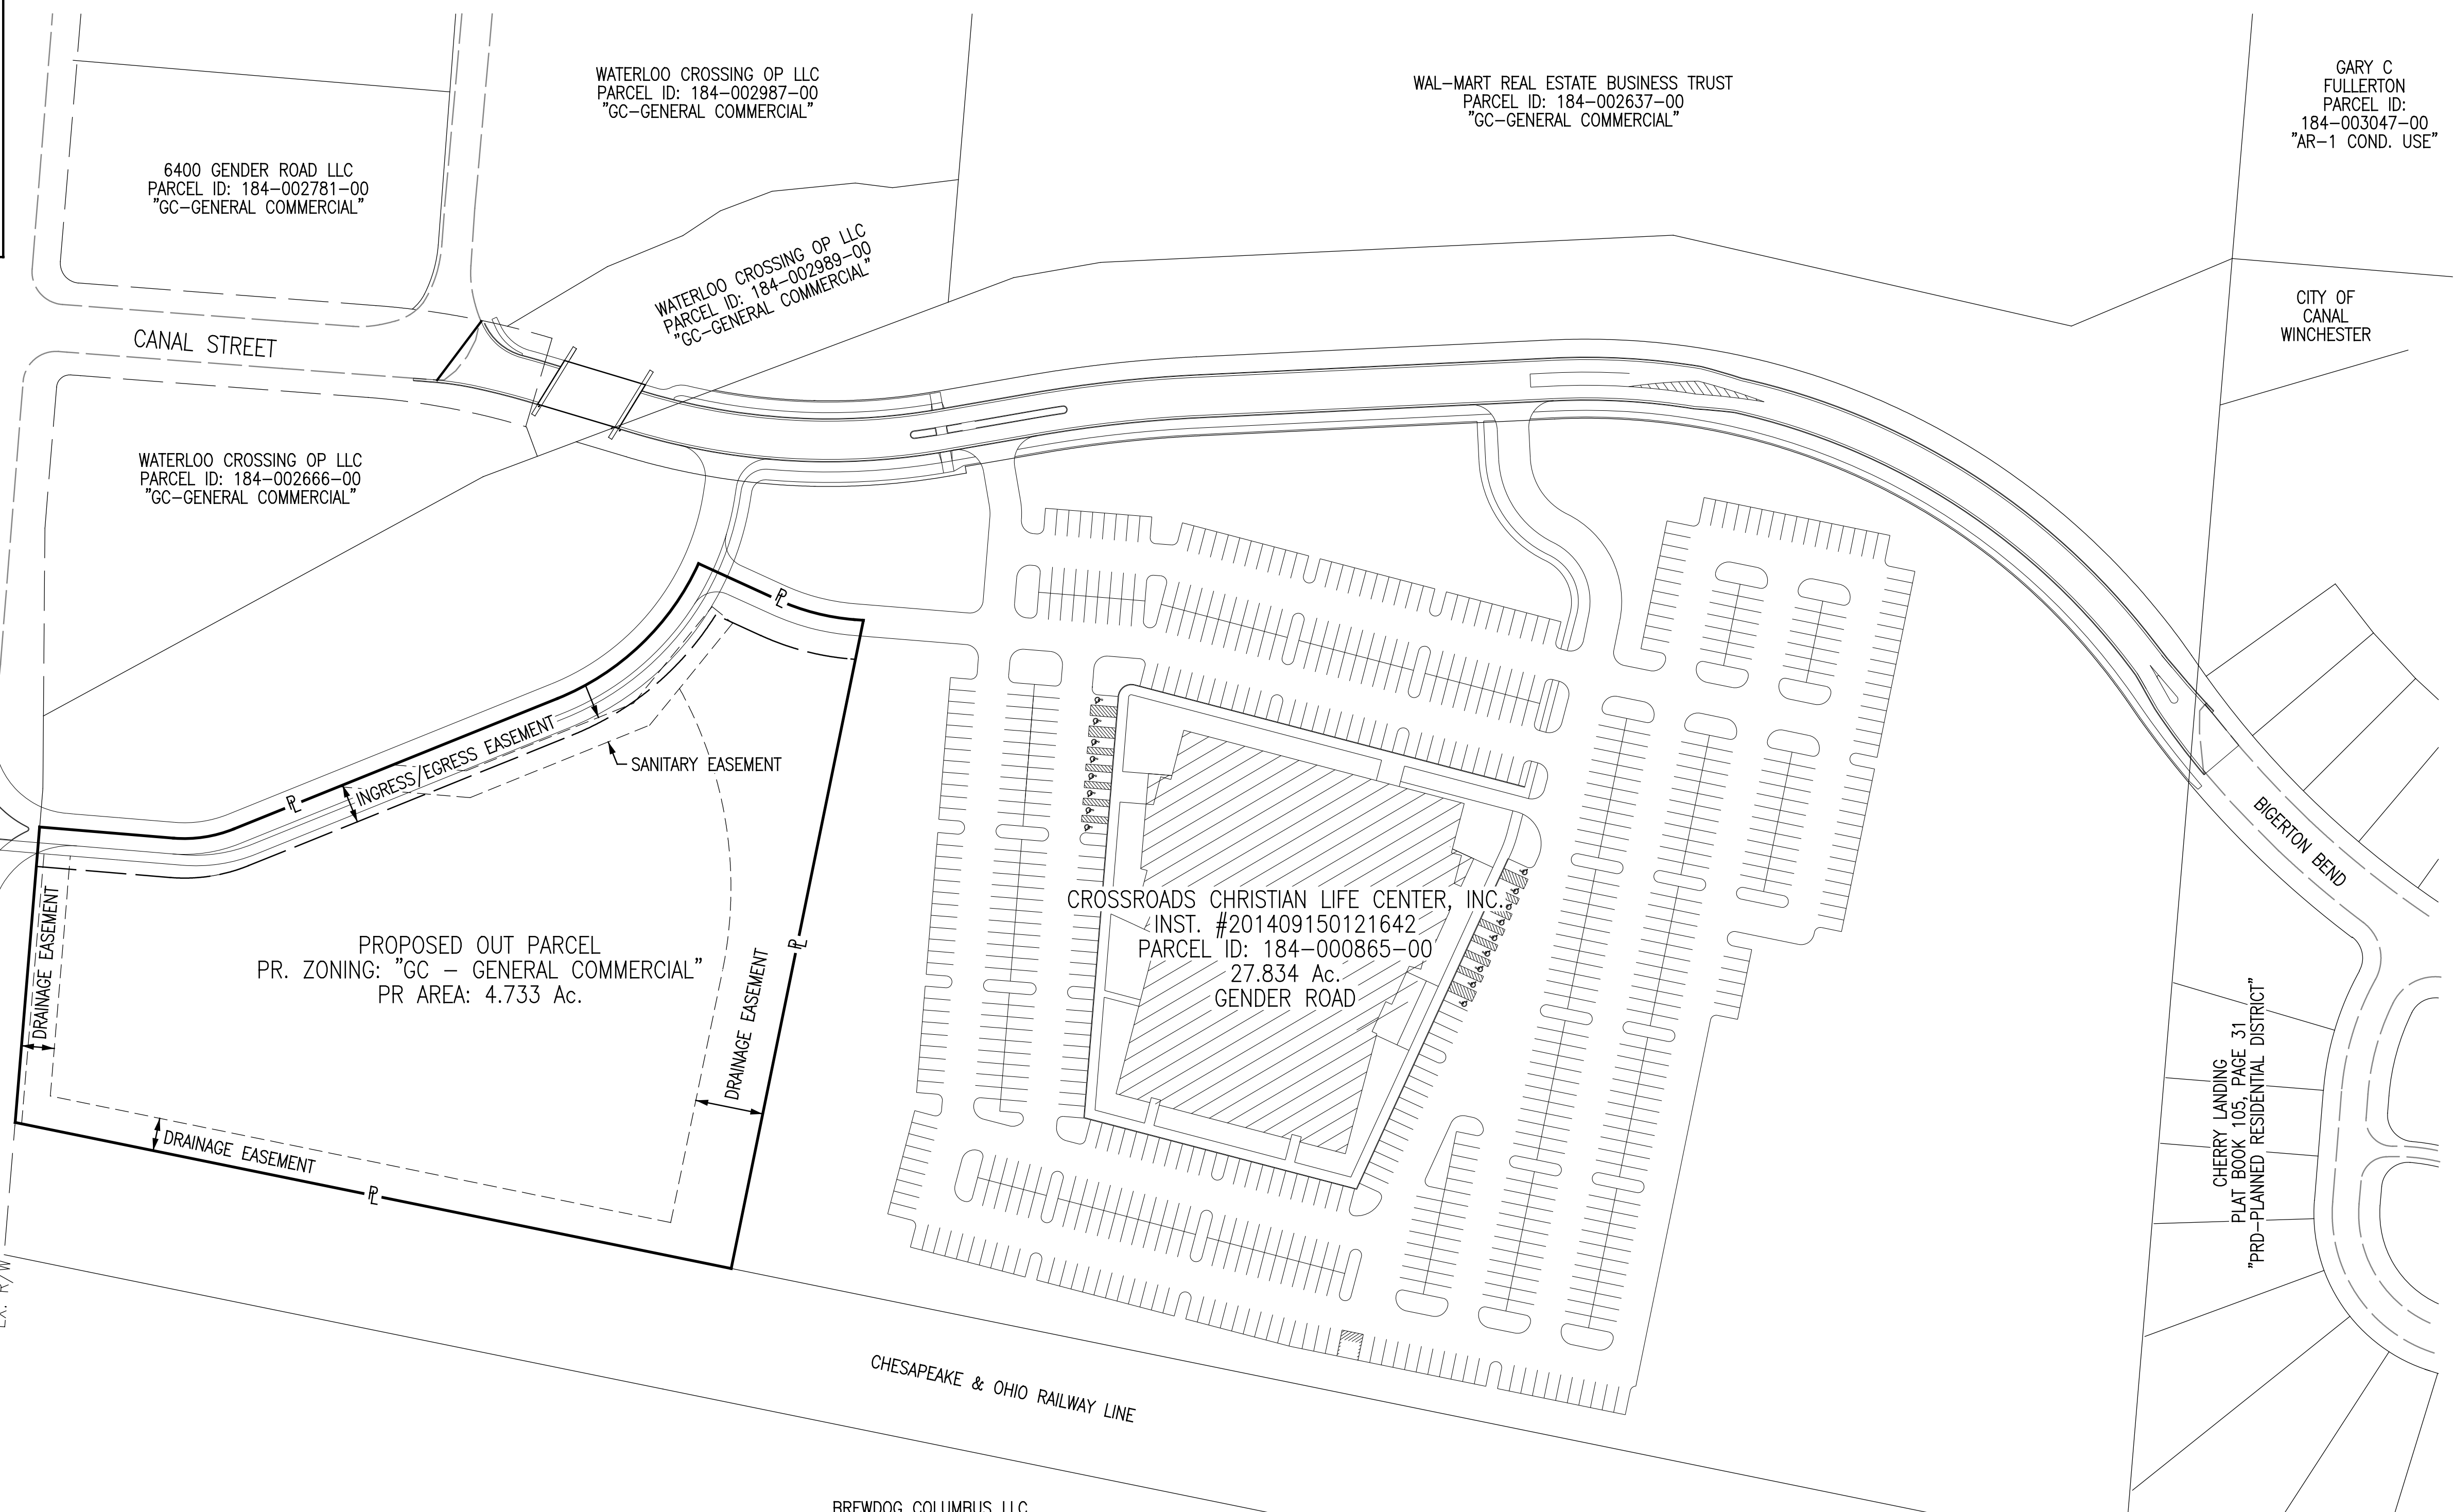 WATERLOO CROSSING OP LLC
PARCEL ID: 184-002987-00
"GC-GENERAL COMMERCIAL"
WAL-MART REAL ESTATE BUSINESS TRUST
PARCEL ID: 184-002637-00
"GC-GENERAL COMMERCIAL"
GARY C
FULLERTON
PARCEL ID:
184-003047-00
"AR-1 COND. USE"
6400 GENDER ROAD LLC
PARCEL ID: 184-002781-00
"GC-GENERAL COMMERCIAL"
WATERLOO CROSSING OP LLC
PARCEL ID: 184-002989-00
"GC-GENERAL COMMERCIAL"
CITY OF
CANAL
WINCHESTER
CANAL STREET
WATERLOO CROSSING OP LLC
PARCEL ID: 184-002666-00
"GC-GENERAL COMMERCIAL"
PL
INGRESS/EGRESS EASEMENT
SANITARY EASEMENT
PL
BIGERTON BEND
DRAINAGE EASEMENT
PROPOSED OUT PARCEL
PR. ZONING: "GC - GENERAL COMMERCIAL"
PR AREA: 4.733 Ac.
PL
DRAINAGE EASEMENT
CROSSROADS CHRISTIAN LIFE CENTER, INC.
INST. #201409150121642
PARCEL ID: 184-000865-00
27.834 Ac.
GENDER ROAD
CHERRY LANDING
PLAT BOOK 105, PAGE 31
"PRD-PLANNED RESIDENTIAL DISTRICT"
DRAINAGE EASEMENT
PL
EX. R/W
CHESAPEAKE & OHIO RAILWAY LINE
BREWDOG COLUMBUS LLC